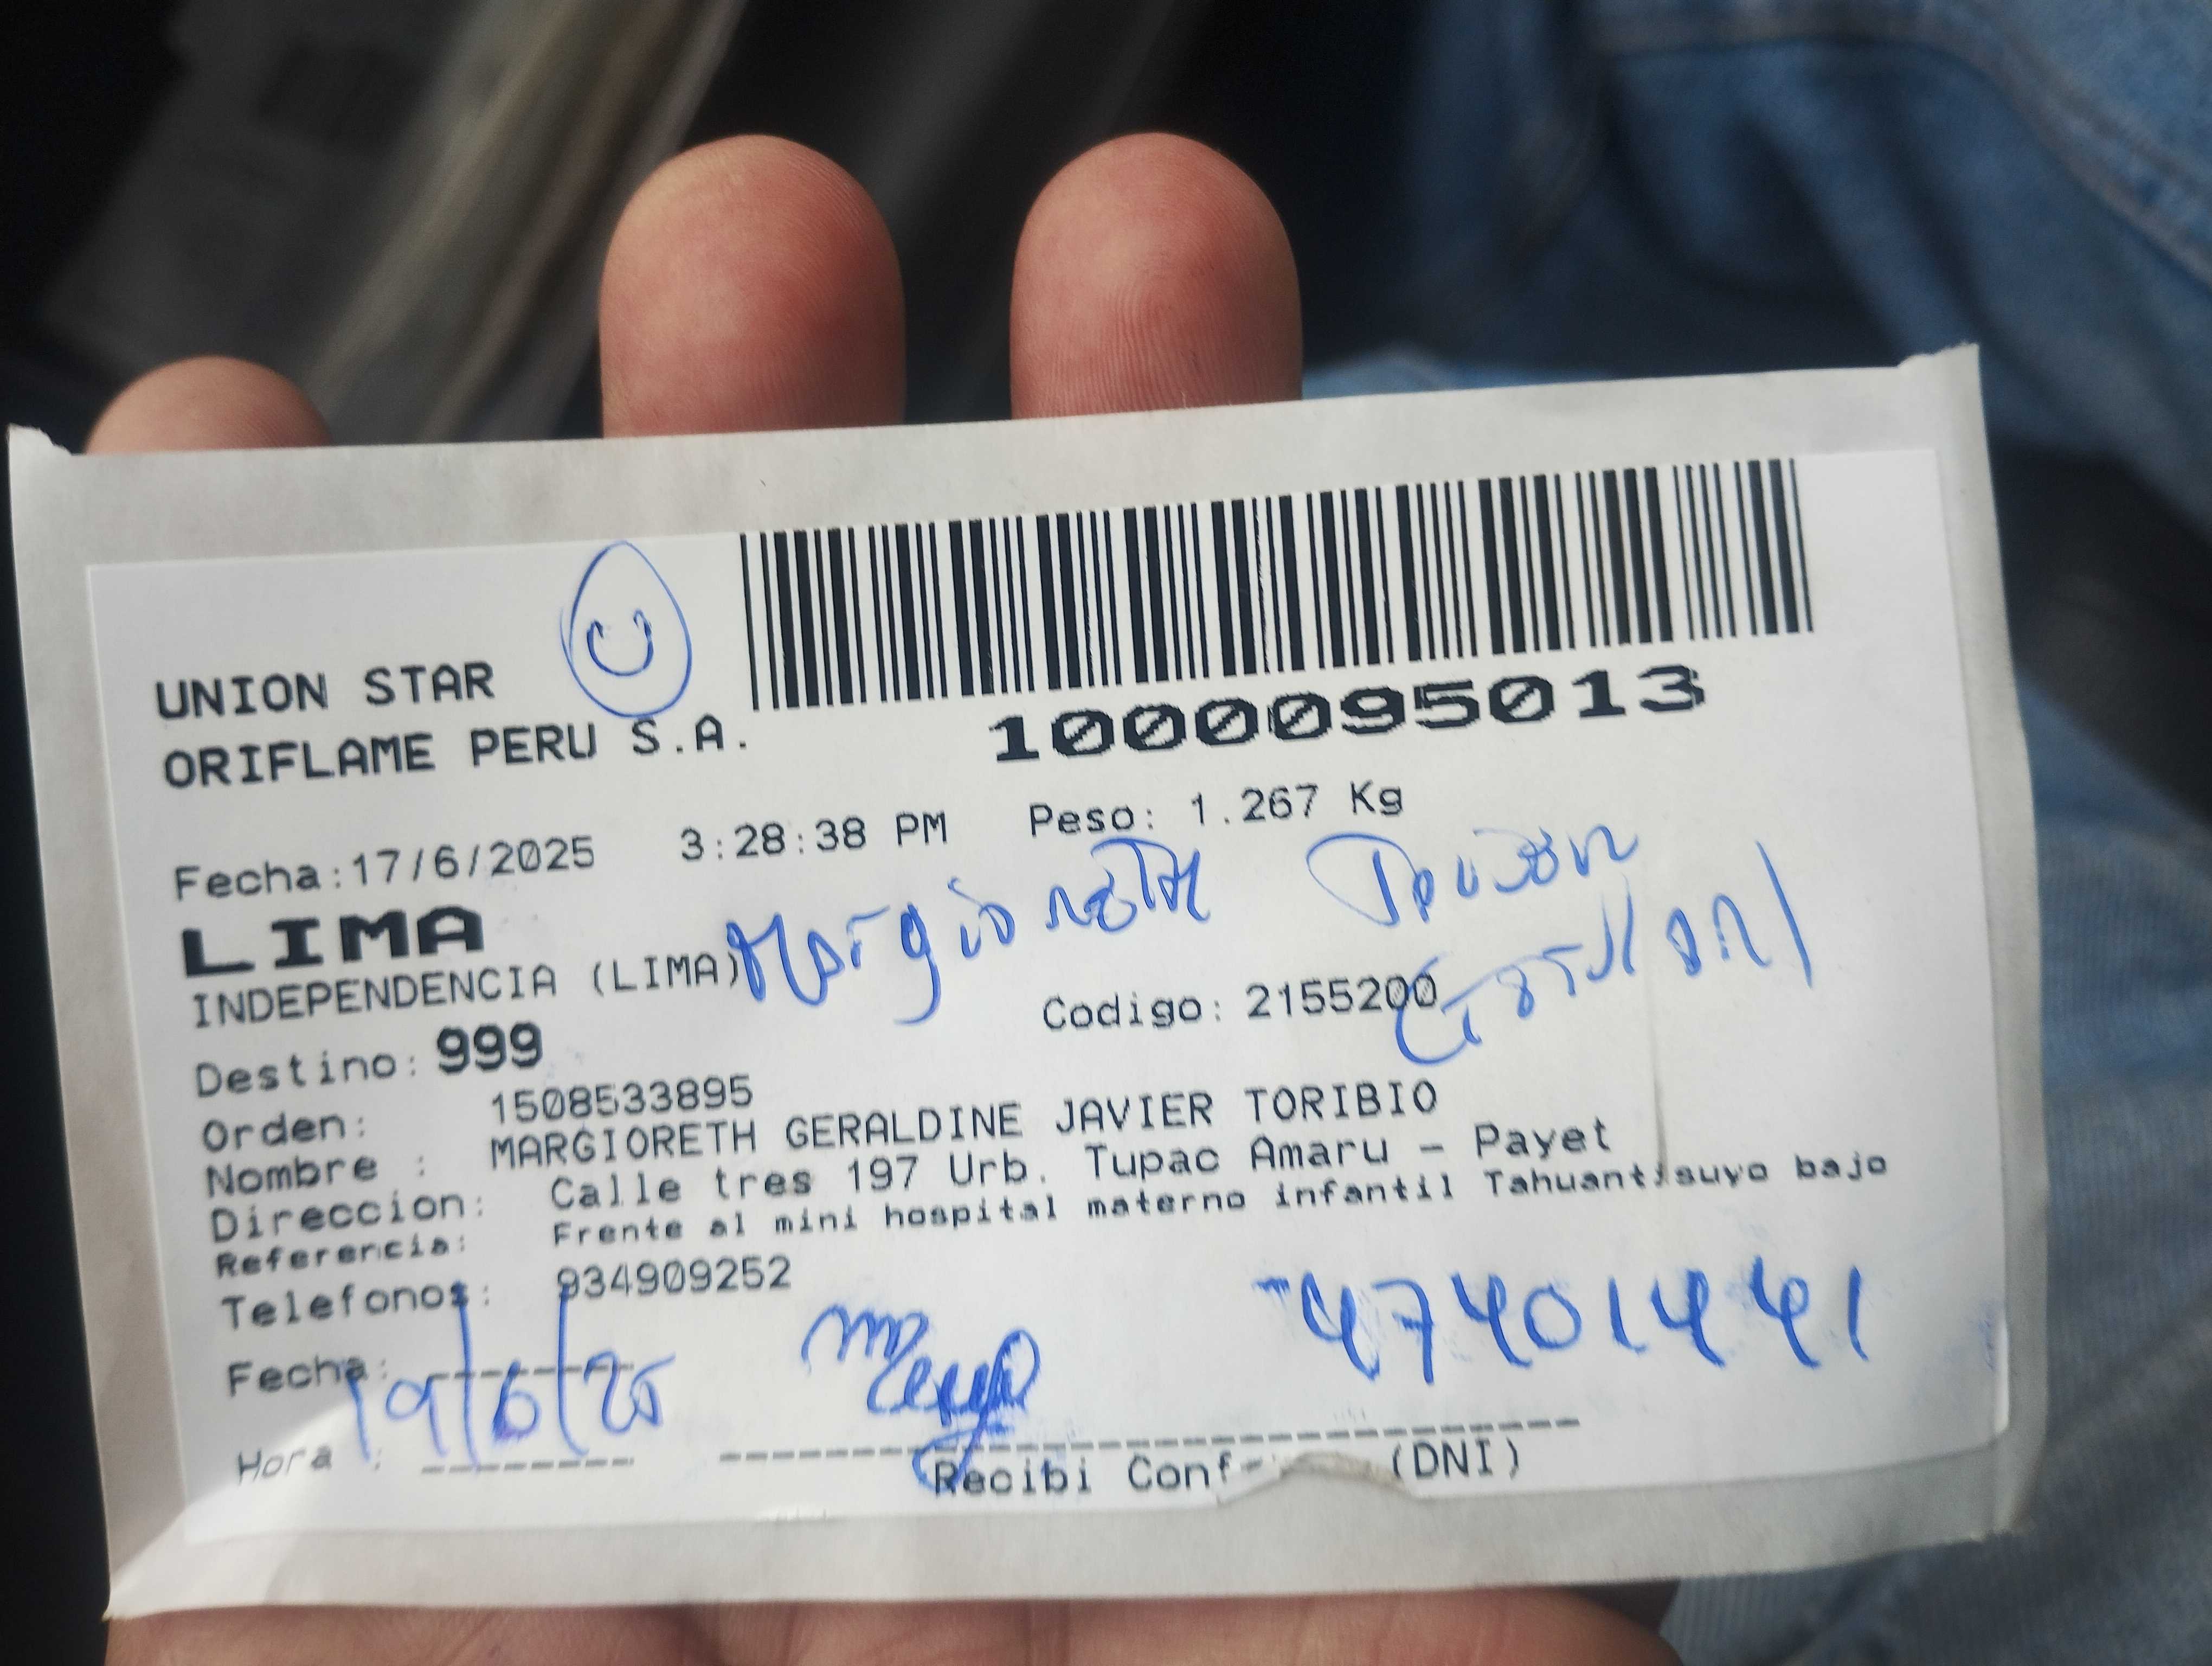 UNION STAR
ORIFLAME PERU S.A.
1000095013
Fecha:17/6/2025 3:28:38 PM Peso: 1.267 Kg
LIMA
INDEPENDENCIA (LIMA)
Codigo: 2155200
Destino: 999
Orden: 1508533895
Nombre : MARGIORETH GERALDINE JAVIER TORIBIO
Direccion: Calle tres 197 Urb. Tupac Amaru - Payet
Referencia: Frente al mini hospital materno infantil Tahuantisuyo bajo
Telefonos: 934909252
47401441
Fecha: 19/6/25
Hora :
Recibi (DNI)